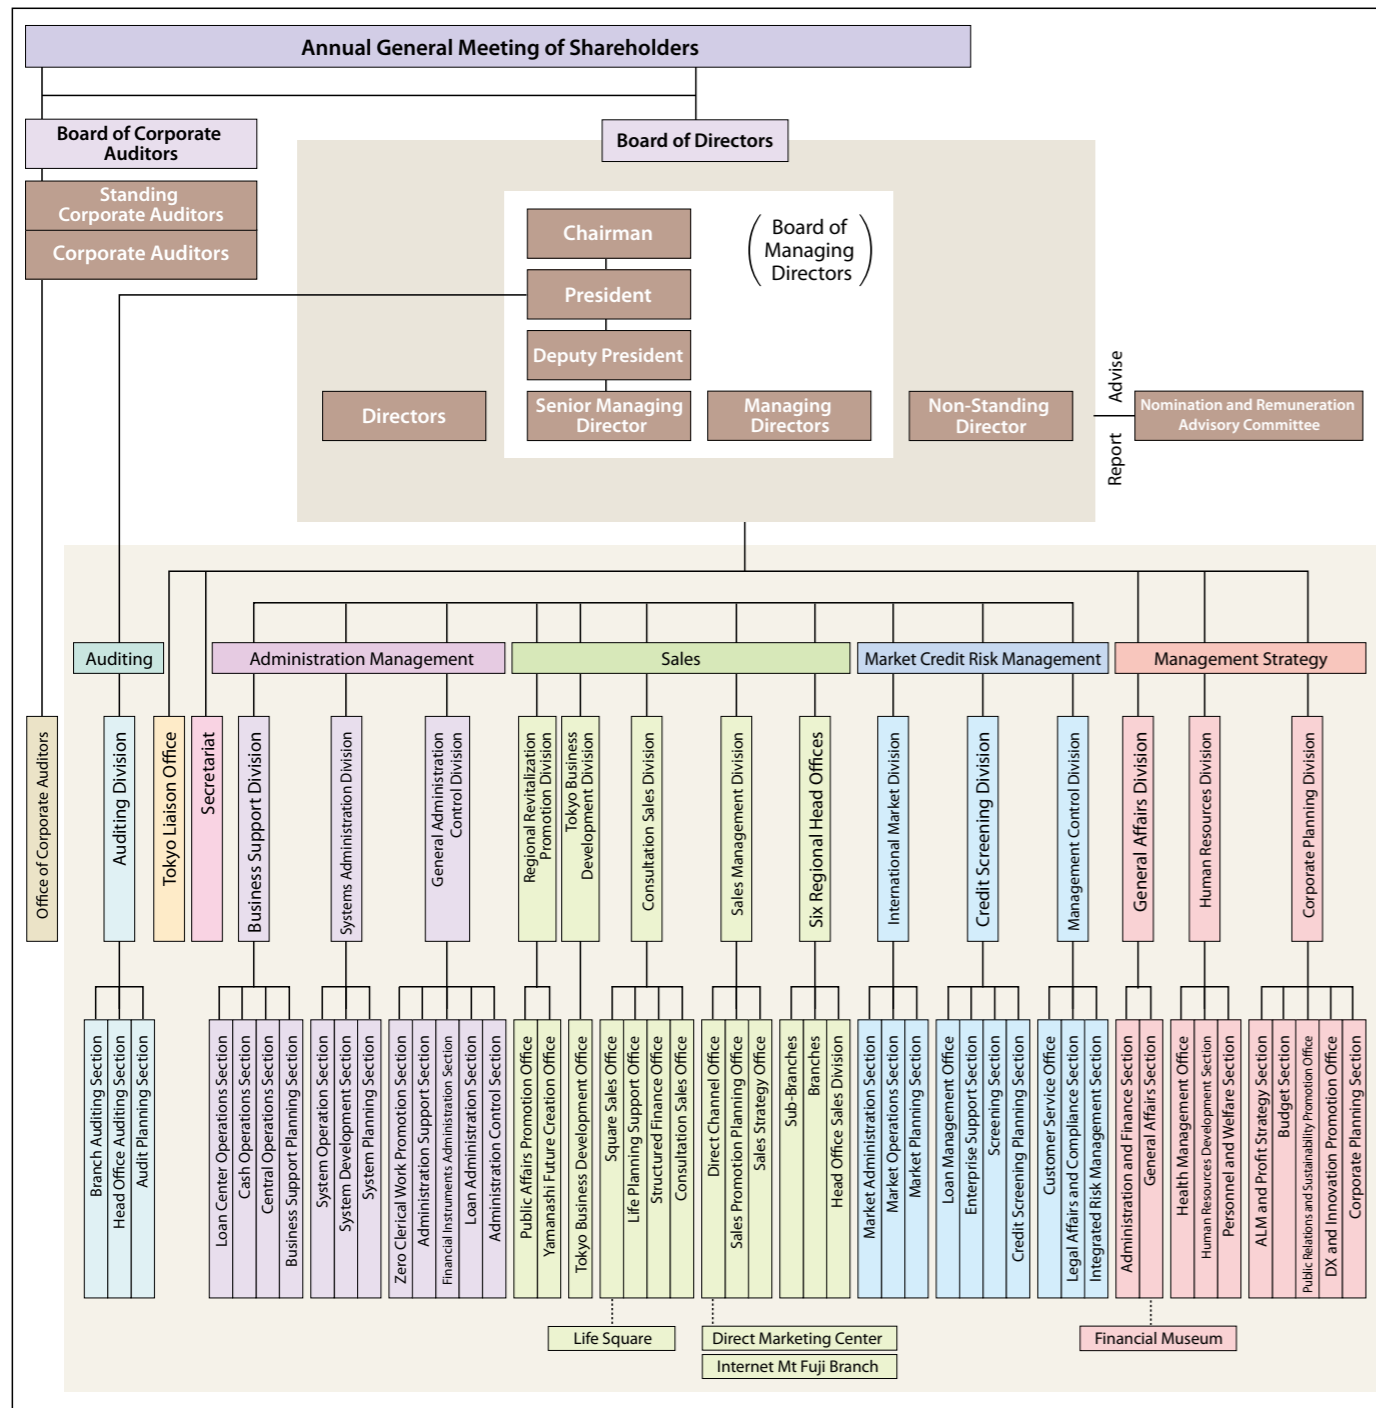 Annual General Meeting of Shareholders
Board of Corporate
Auditors
Board of Directors
Standing
Corporate Auditors
Corporate Auditors
Chairman
Board of
Managing
Directors
President
Deputy President
Directors
Senior Managing
Director
Managing
Directors
Non-Standing
Director
Advise
Report
Nomination and Remuneration
Advisory Committee
Auditing
Administration Management
Sales
Market Credit Risk Management
Management Strategy
Office of Corporate Auditors
Auditing Division
Tokyo Liaison Office
Secretariat
Business Support Division
Systems Administration Division
General Administration
Control Division
Regional Revitalization
Promotion Division
Tokyo Business
Development Division
Consultation Sales Division
Sales Management Division
Six Regional Head Offices
International Market Division
Credit Screening Division
Management Control Division
General Affairs Division
Human Resources Division
Corporate Planning Division
Branch Auditing Section
Head Office Auditing Section
Audit Planning Section
Loan Center Operations Section
Cash Operations Section
Central Operations Section
Business Support Planning Section
System Operation Section
System Development Section
System Planning Section
Zero Clerical Work Promotion Section
Administration Support Section
Financial Instruments Administration Section
Loan Administration Section
Administration Control Section
Public Affairs Promotion Office
Yamanashi Future Creation Office
Tokyo Business Development Office
Square Sales Office
Life Planning Support Office
Structured Finance Office
Consultation Sales Office
Direct Channel Office
Sales Promotion Planning Office
Sales Strategy Office
Sub-Branches
Branches
Head Office Sales Division
Market Administration Section
Market Operations Section
Market Planning Section
Loan Management Office
Enterprise Support Section
Screening Section
Credit Screening Planning Section
Customer Service Office
Legal Affairs and Compliance Section
Integrated Risk Management Section
Administration and Finance Section
General Affairs Section
Health Management Office
Human Resources Development Section
Personnel and Welfare Section
ALM and Profit Strategy Section
Budget Section
Public Relations and Sustainability Promotion Office
DX and Innovation Promotion Office
Corporate Planning Section
Life Square
Direct Marketing Center
Internet Mt Fuji Branch
Financial Museum